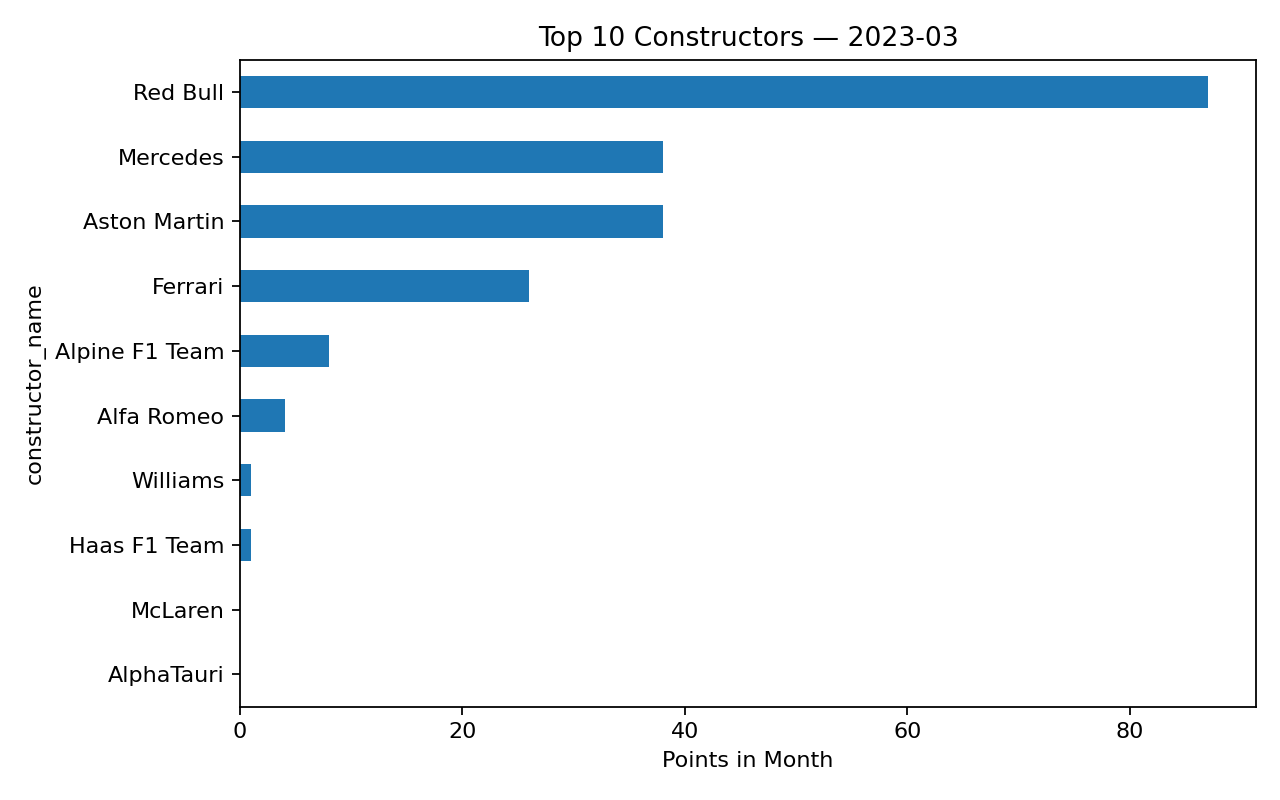 Top 10 Constructors — 2023-03
constructor_name
Red Bull
Mercedes
Aston Martin
Ferrari
Alpine F1 Team
Alfa Romeo
Williams
Haas F1 Team
McLaren
AlphaTauri
0 20 40 60 80
Points in Month